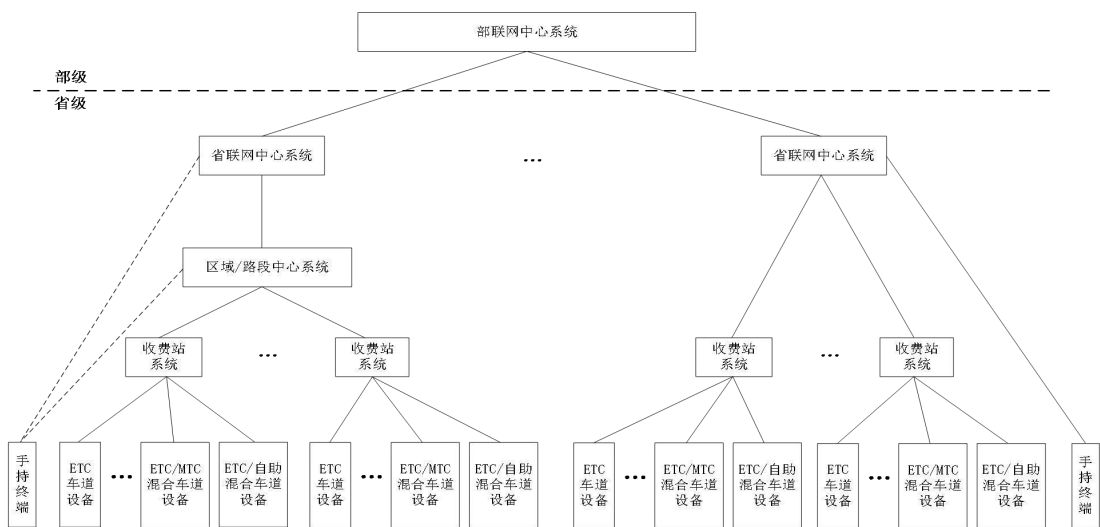 部联网中心系统
部级
省级
省联网中心系统
...
省联网中心系统
区域/路段中心系统
收费站
系统
...
收费站
系统
收费站
系统
...
收费站
系统
手
持
终
端
ETC
车道
设备
...
ETC/MTC
混合车道
设备
ETC/自助
混合车道
设备
ETC
车道
设备
...
ETC/MTC
混合车道
设备
ETC/自助
混合车道
设备
ETC
车道
设备
...
ETC/MTC
混合车道
设备
ETC/自助
混合车道
设备
ETC
车道
设备
...
ETC/MTC
混合车道
设备
ETC/自助
混合车道
设备
手
持
终
端